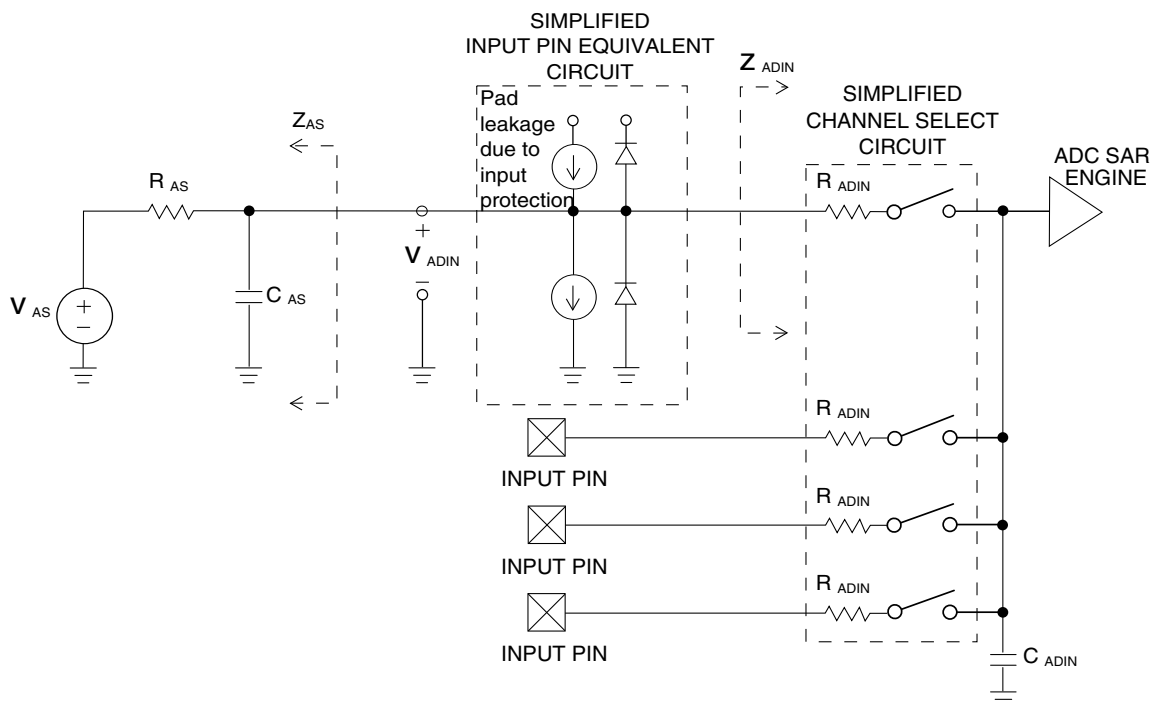 SIMPLIFIED
INPUT PIN EQUIVALENT
CIRCUIT
Pad
leakage
due to
input
protection
ZAS
Z ADIN
SIMPLIFIED
CHANNEL SELECT
CIRCUIT
ADC SAR
ENGINE
R AS
R ADIN
+
V ADIN
–
C AS
V AS
+
–
R ADIN
INPUT PIN
R ADIN
INPUT PIN
R ADIN
INPUT PIN
C ADIN